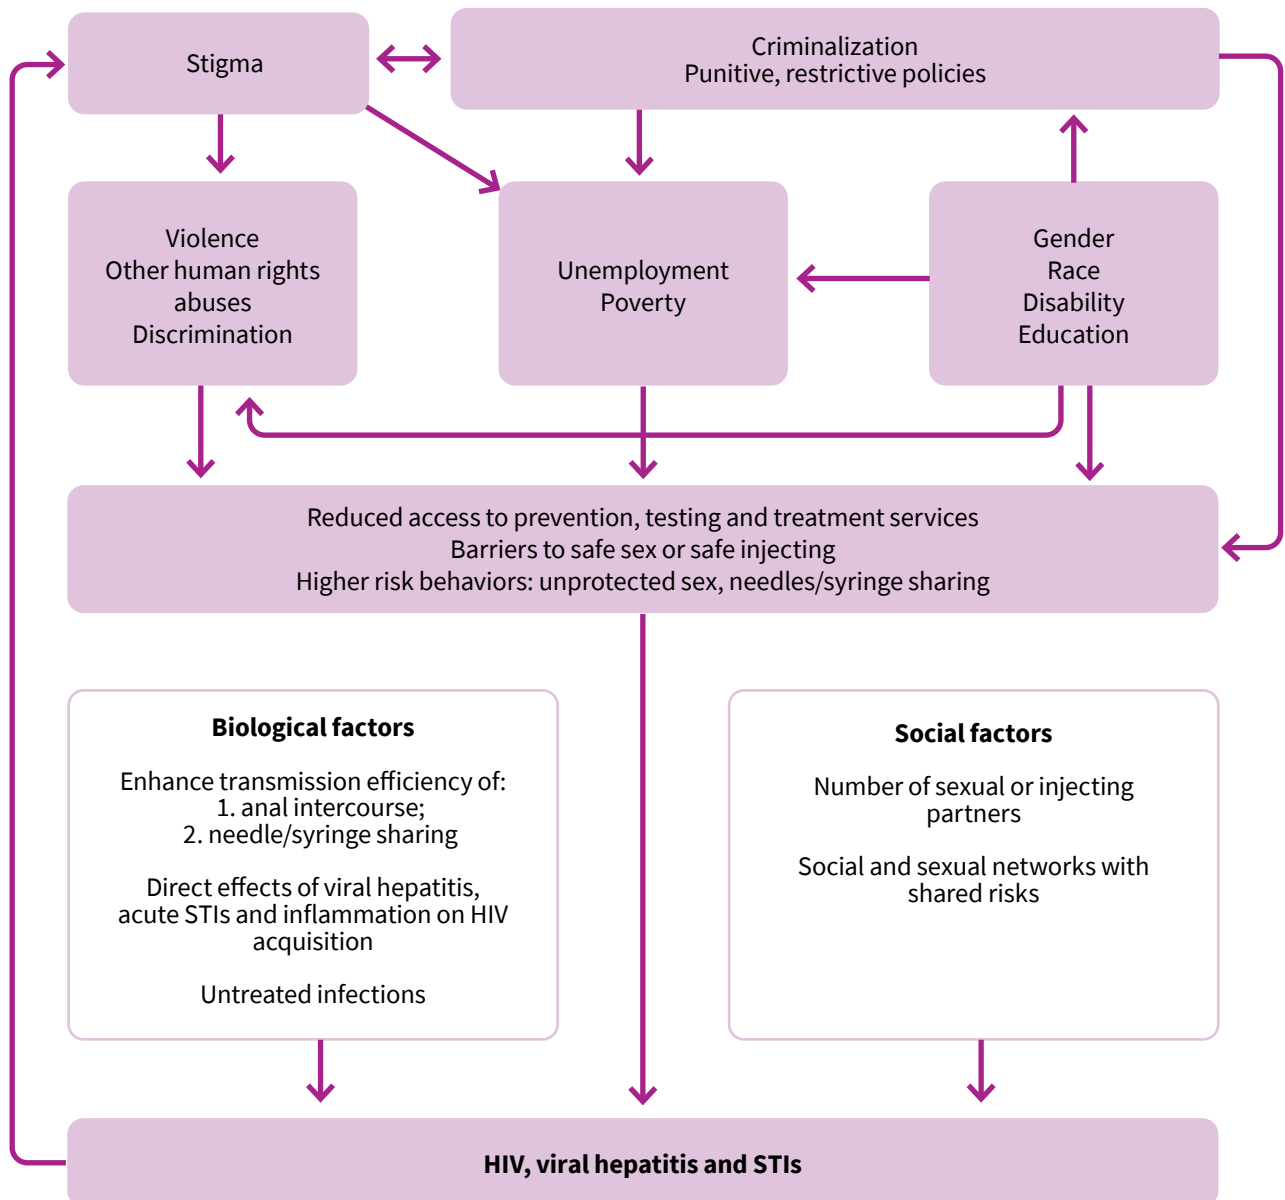 Stigma
Criminalization
Punitive, restrictive policies
Violence
Other human rights
abuses
Discrimination
Unemployment
Poverty
Gender
Race
Disability
Education
Reduced access to prevention, testing and treatment services
Barriers to safe sex or safe injecting
Higher risk behaviors: unprotected sex, needles/syringe sharing
Biological factors
Enhance transmission efficiency of:
1. anal intercourse;
2. needle/syringe sharing
Direct effects of viral hepatitis,
acute STIs and inflammation on HIV
acquisition
Untreated infections
Social factors
Number of sexual or injecting
partners
Social and sexual networks with
shared risks
HIV, viral hepatitis and STIs